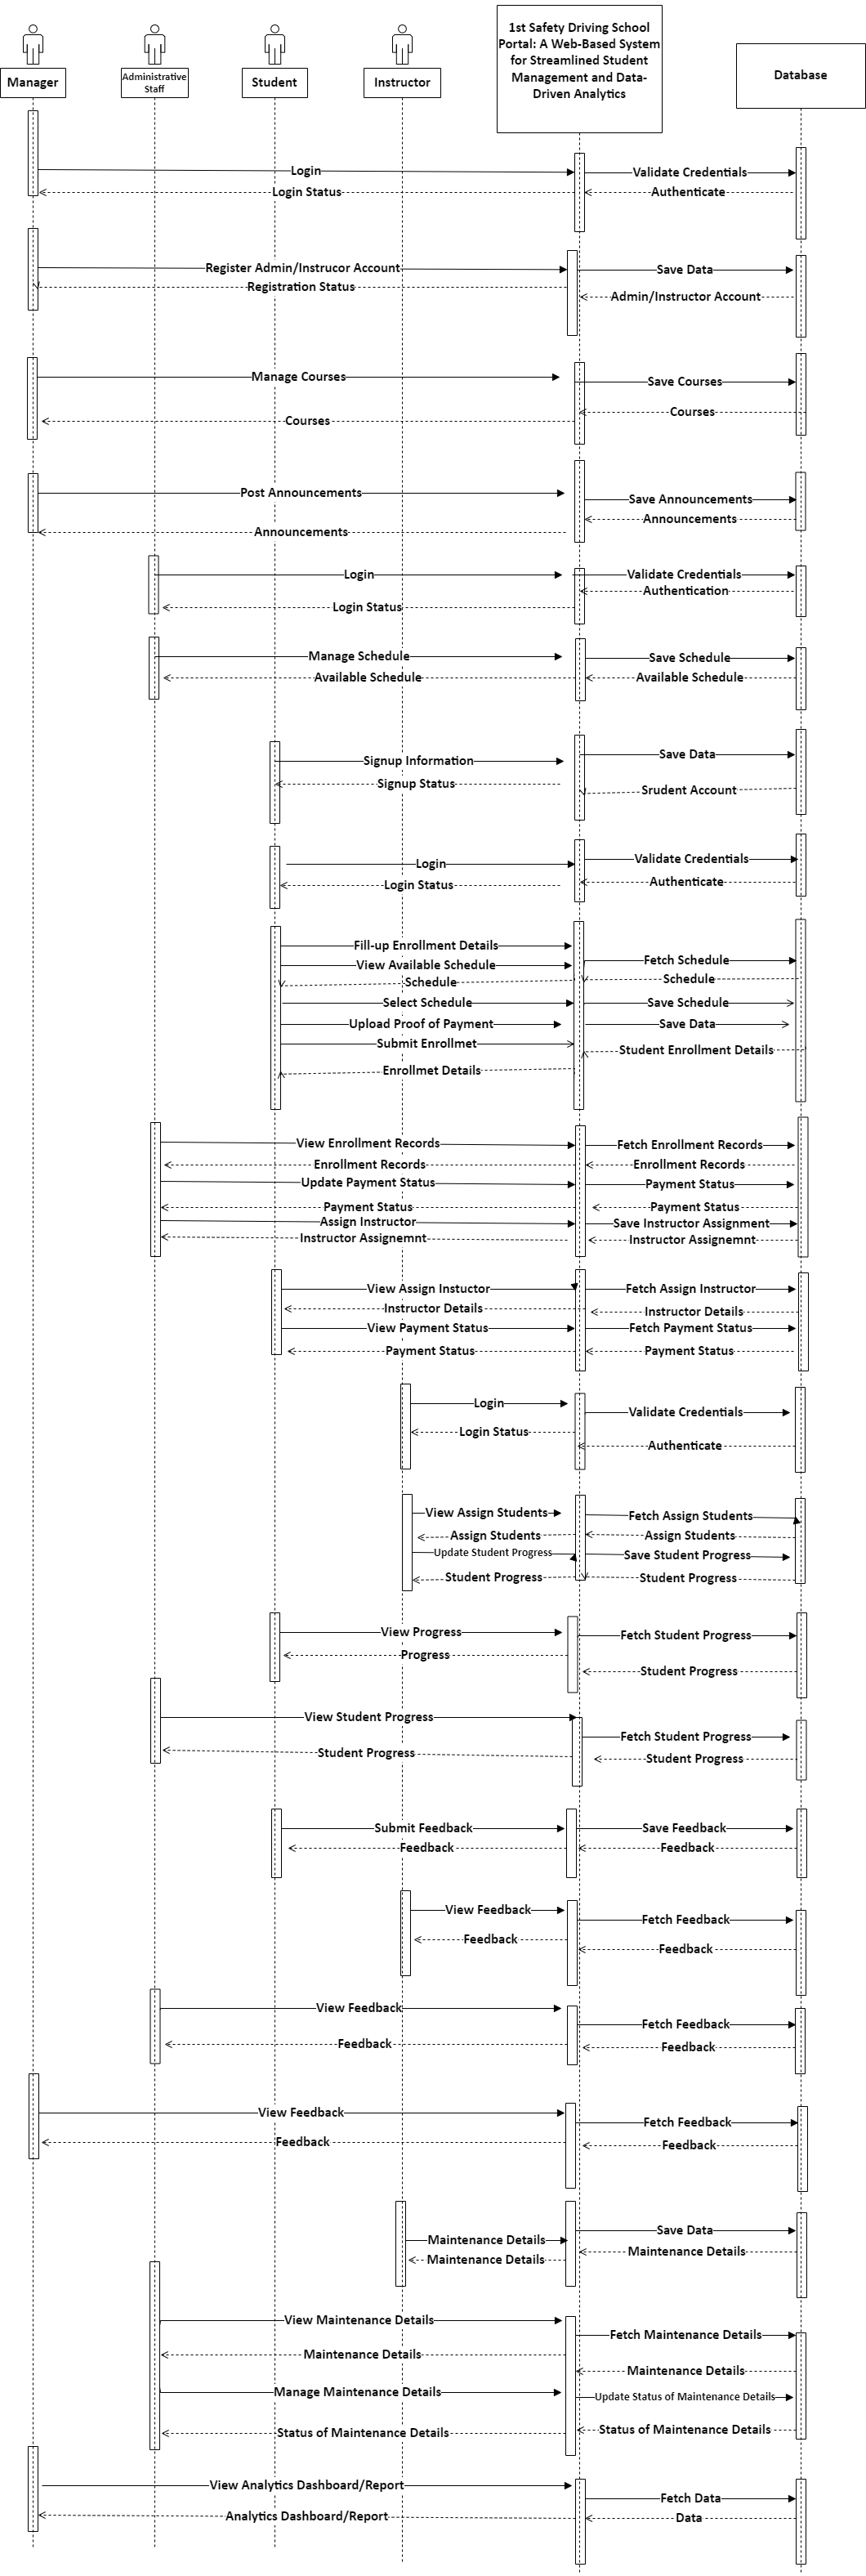 Manager
Administrative
Staff
Student
Instructor
1st Safety Driving School
Portal: A Web-Based System
for Streamlined Student
Management and Data-
Driven Analytics
Database
Login
Validate Credentials
Login Status
Authenticate
Register Admin/Instrucor Account
Save Data
Registration Status
Admin/Instructor Account
Manage Courses
Save Courses
Courses
Courses
Post Announcements
Save Announcements
Announcements
Announcements
Login
Validate Credentials
Authentication
Login Status
Manage Schedule
Save Schedule
Available Schedule
Available Schedule
Signup Information
Save Data
Signup Status
Srudent Account
Login
Validate Credentials
Login Status
Authenticate
Fill-up Enrollment Details
Fetch Schedule
View Available Schedule
Schedule
Schedule
Select Schedule
Save Schedule
Upload Proof of Payment
Save Data
Submit Enrollmet
Student Enrollment Details
Enrollmet Details
View Enrollment Records
Fetch Enrollment Records
Enrollment Records
Enrollment Records
Update Payment Status
Payment Status
Payment Status
Payment Status
Assign Instructor
Save Instructor Assignment
Instructor Assignemnt
Instructor Assignemnt
View Assign Instuctor
Fetch Assign Instructor
Instructor Details
Instructor Details
View Payment Status
Fetch Payment Status
Payment Status
Payment Status
Login
Validate Credentials
Login Status
Authenticate
View Assign Students
Fetch Assign Students
Assign Students
Assign Students
Update Student Progress
Save Student Progress
Student Progress
Student Progress
View Progress
Fetch Student Progress
Progress
Student Progress
View Student Progress
Fetch Student Progress
Student Progress
Student Progress
Submit Feedback
Save Feedback
Feedback
Feedback
View Feedback
Fetch Feedback
Feedback
Feedback
View Feedback
Fetch Feedback
Feedback
Feedback
View Feedback
Fetch Feedback
Feedback
Feedback
Maintenance Details
Save Data
Maintenance Details
Maintenance Details
View Maintenance Details
Fetch Maintenance Details
Maintenance Details
Maintenance Details
Manage Maintenance Details
Update Status of Maintenance Details
Status of Maintenance Details
Status of Maintenance Details
View Analytics Dashboard/Report
Fetch Data
Analytics Dashboard/Report
Data